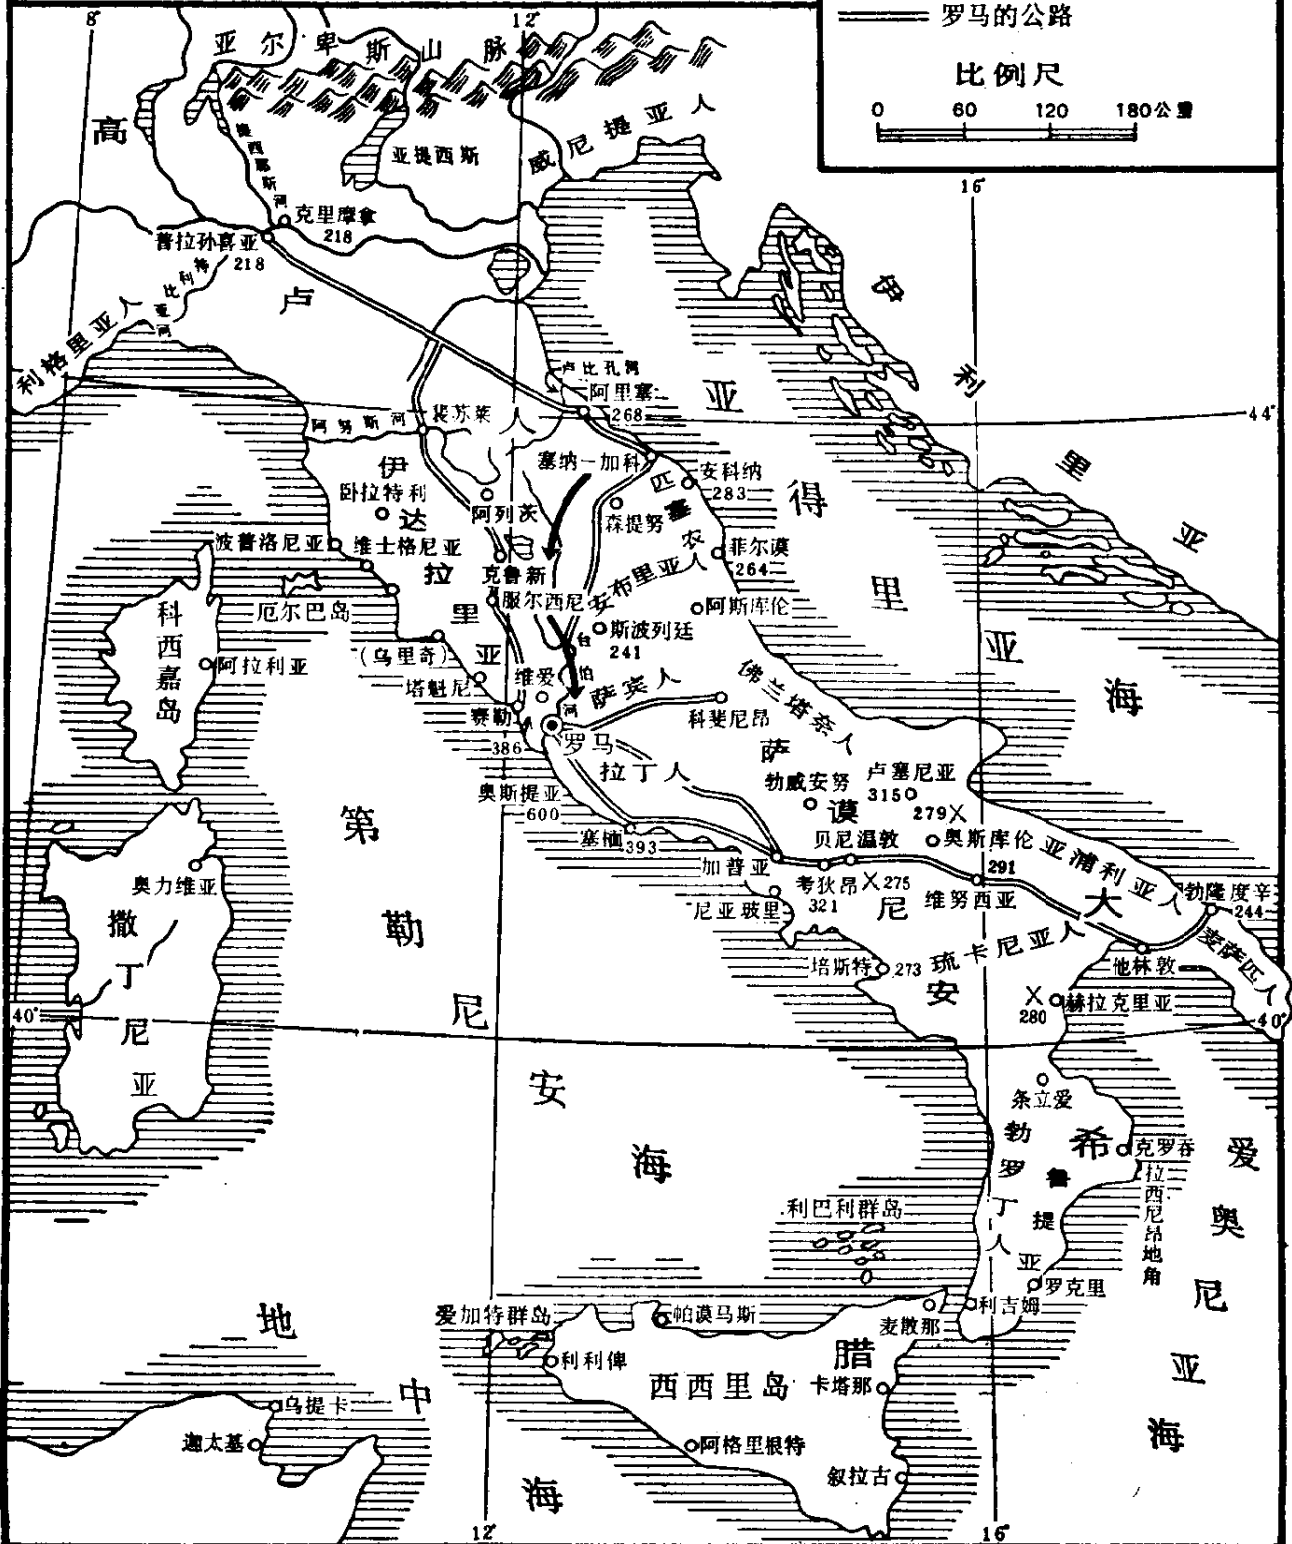 8°
12°
罗马的公路
比例尺
0 60 120 180公里
亚尔卑斯山脉
高
卢
提西那斯河
亚提西斯
威尼提亚人
16°
克里摩拿
218
普拉孙喜亚
218
利格里亚人
伊利里亚
卢比孔河
阿里塞
268
44°
阿努斯河
裴苏莱
人
塞纳—加科
安科纳
283
伊达拉里亚
卧拉特利
阿列茨
森提努
匹塞农
亚得里亚海
波普洛尼亚
维士格尼亚
克鲁新
菲尔谟
264
安布里亚人
服尔西尼
阿斯库伦
科西嘉岛
厄尔巴岛
斯波列廷
241
阿拉利亚
(乌里奇)
台伯河
塔魁尼
维爱
萨宾人
佛兰塔奈人
赛勒
科斐尼昂
386
罗马
拉丁人
萨谟尼安
勃威安努
卢塞尼亚
315
279
奥斯提亚
600
第勒尼安海
塞栭
393
贝尼温敦
奥斯库伦
亚浦利亚人
加普亚
291
奥力维亚
考狄昂
275
321
维努西亚
大希腊
勃隆度辛
244
撒丁尼亚
尼亚玻里
琉卡尼亚人
他林敦
麦萨匹人
培斯特
273
280
赫拉克里亚
40°
40°
条立爱
勃罗丁人
鲁提亚
克罗吞
拉西尼昂地角
爱奥尼亚海
利巴利群岛
罗克里
爱加特群岛
帕谟马斯
利吉姆
麦散那
地中海
利利俾
西西里岛
卡塔那
乌提卡
迦太基
阿格里根特
叙拉古
12°
16°